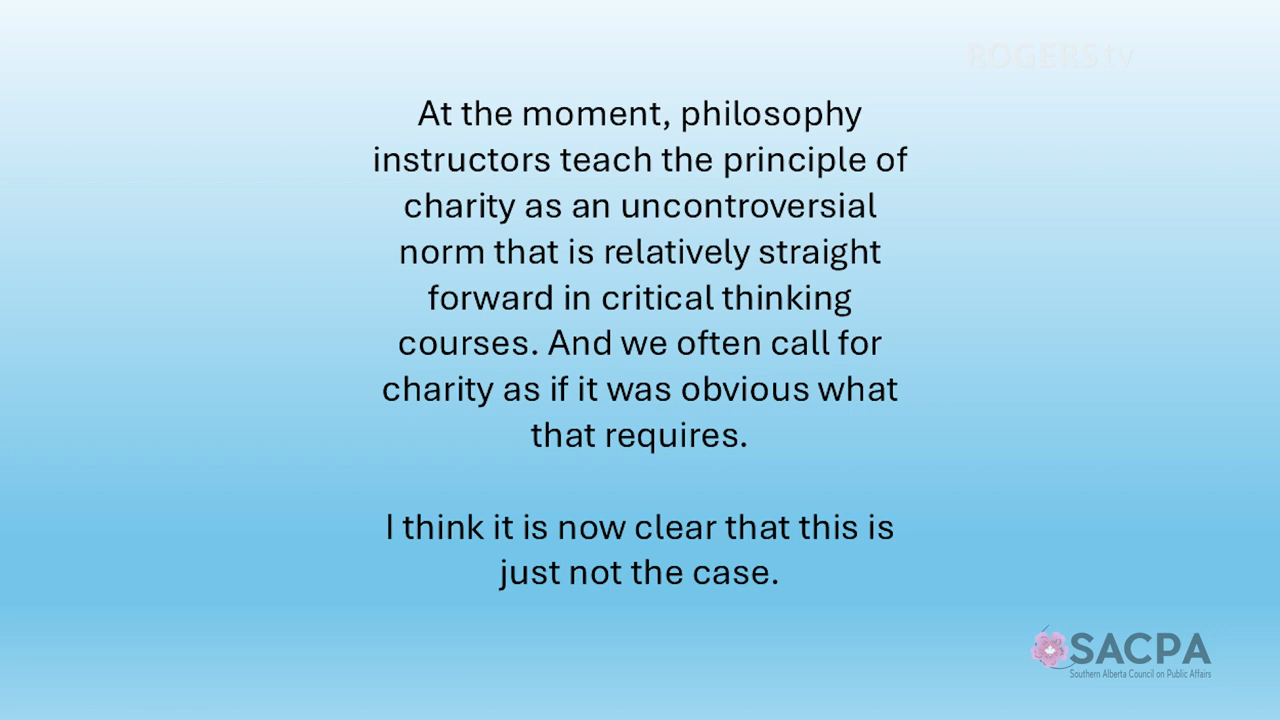 ROGERS tv
At the moment, philosophy
instructors teach the principle of
charity as an uncontroversial
norm that is relatively straight
forward in critical thinking
courses. And we often call for
charity as if it was obvious what
that requires.
I think it is now clear that this is
just not the case.
SACPA
Southern Alberta Council on Public Affairs